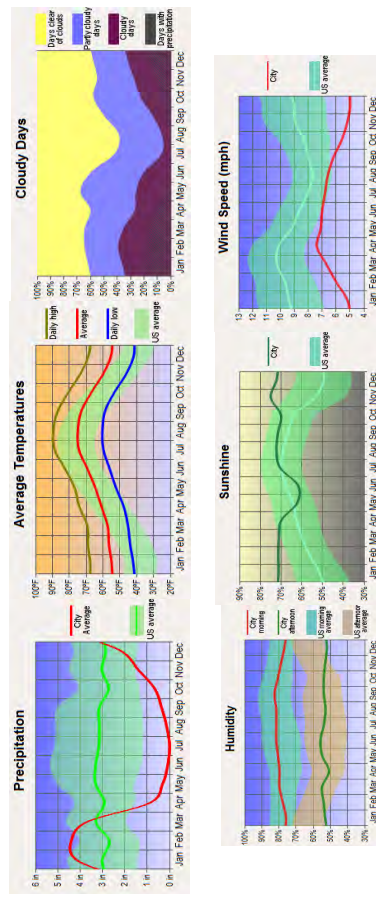 Precipitation
6 in
5 in
4 in
3 in
2 in
1 in
0 in
Jan Feb Mar Apr May Jun Jul Aug Sep Oct Nov Dec
City
Average
US average
Average Temperatures
100°F
90°F
80°F
70°F
60°F
50°F
40°F
30°F
20°F
Jan Feb Mar Apr May Jun Jul Aug Sep Oct Nov Dec
Daily high
Average
Daily low
US average
Cloudy Days
100%
90%
80%
70%
60%
50%
40%
30%
20%
10%
0%
Jan Feb Mar Apr May Jun Jul Aug Sep Oct Nov Dec
Days clear
of clouds
Partly cloudy
days
Cloudy
days
Days with
precipitation
Humidity
100%
90%
80%
70%
60%
50%
40%
30%
Jan Feb Mar Apr May Jun Jul Aug Sep Oct Nov Dec
City
morning
City
afternoon
US morning
average
US afternoon
average
Sunshine
90%
80%
70%
60%
50%
40%
30%
Jan Feb Mar Apr May Jun Jul Aug Sep Oct Nov Dec
City
US
average
Wind Speed (mph)
13
12
11
10
9
8
7
6
5
4
Jan Feb Mar Apr May Jun Jul Aug Sep Oct Nov Dec
City
US average